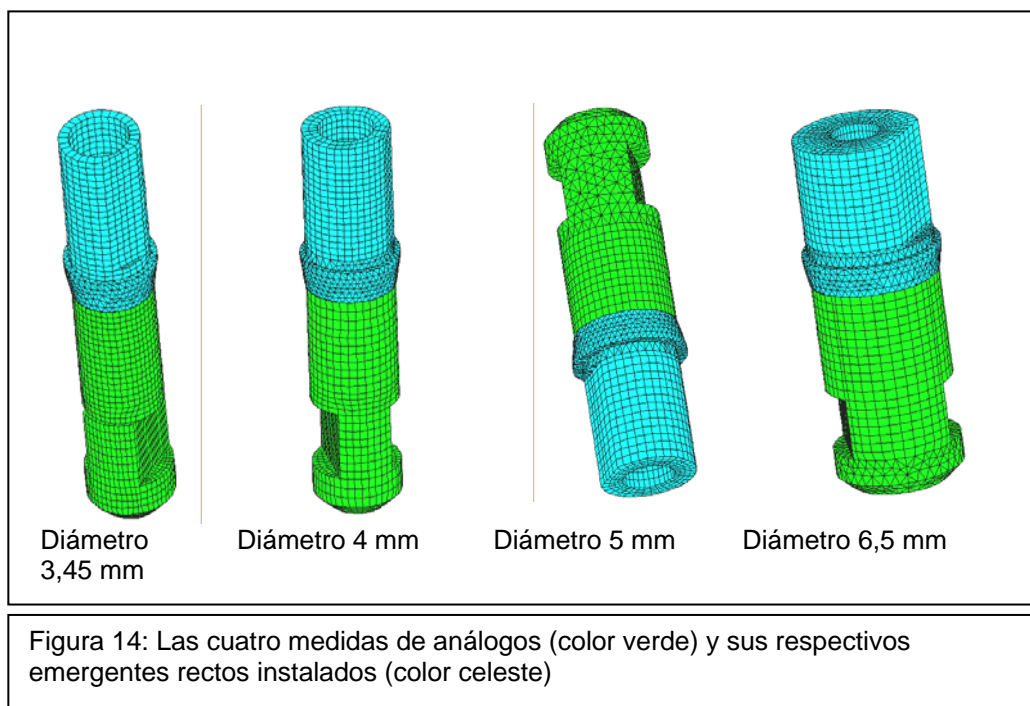 Diámetro
3,45 mm
Diámetro 4 mm
Diámetro 5 mm
Diámetro 6,5 mm
Figura 14: Las cuatro medidas de análogos (color verde) y sus respectivos
emergentes rectos instalados (color celeste)